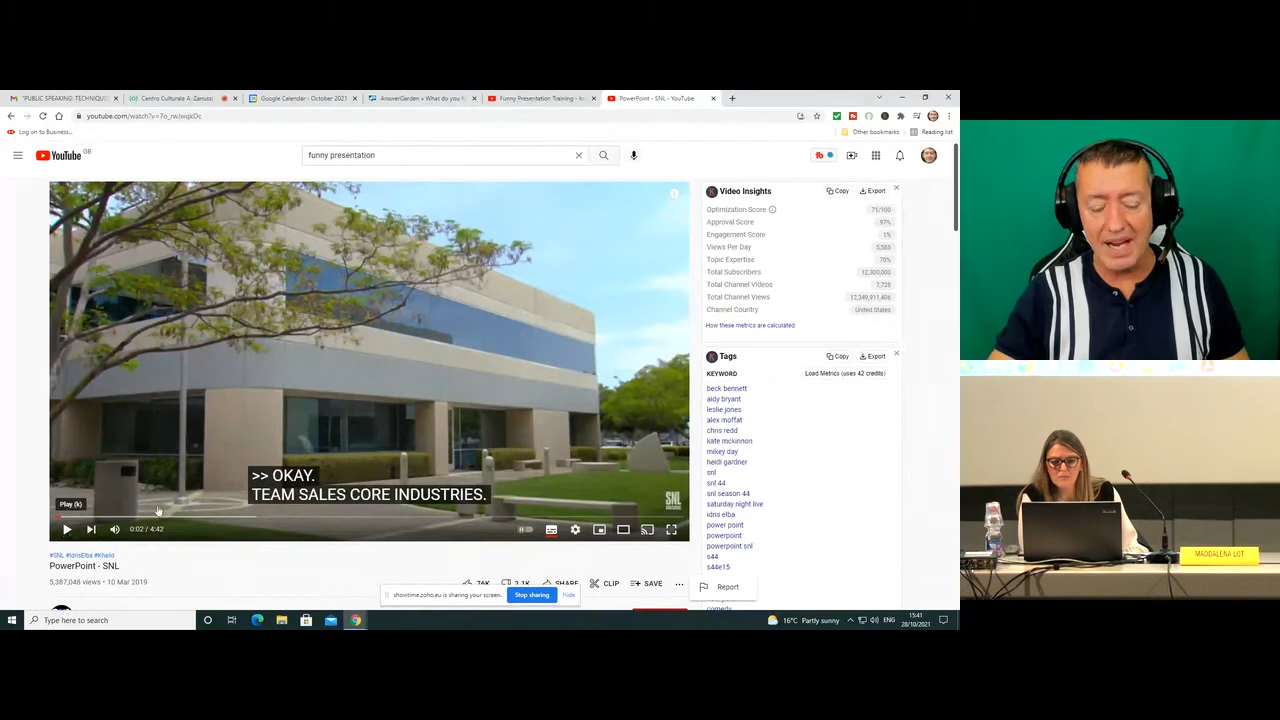 "PUBLIC SPEAKING: TECHNIQU
Centro Culturale A. Zanussi
Google Calendar - October 2021
AnswerGarden » What do you f
Funny Presentation Training - 
PowerPoint - SNL - YouTube
youtube.com/watch?v=7o_rwJwqkDc
Log on to Business...
Other bookmarks
Reading list
YouTube GB
funny presentation
Video Insights
Copy
Export
Optimization Score 71/100
Approval Score 97%
Engagement Score 1%
Views Per Day 5,585
Topic Expertise 70%
Total Subscribers 12,300,000
Total Channel Videos 7,728
Total Channel Views 12,349,911,406
Channel Country United States
How these metrics are calculated
Tags
Copy
Export
KEYWORD
Load Metrics (uses 42 credits)
beck bennett
aidy bryant
leslie jones
alex moffat
chris redd
kate mckinnon
mikey day
heidi gardner
snl
snl 44
snl season 44
saturday night live
idris elba
power point
powerpoint
powerpoint snl
s44
s44e15
comedy
>> OKAY.
TEAM SALES CORE INDUSTRIES.
SNL
Play (k)
0:02 / 4:42
#SNL #IdrisElba #Khalid
PowerPoint - SNL
5,387,048 views • 10 Mar 2019
76K
2.1K
SHARE
CLIP
SAVE
Report
showtime.zoho.eu is sharing your screen.
Stop sharing
Hide
Type here to search
16°C Partly sunny
ENG
15:41
28/10/2021
MADDALENA LOT